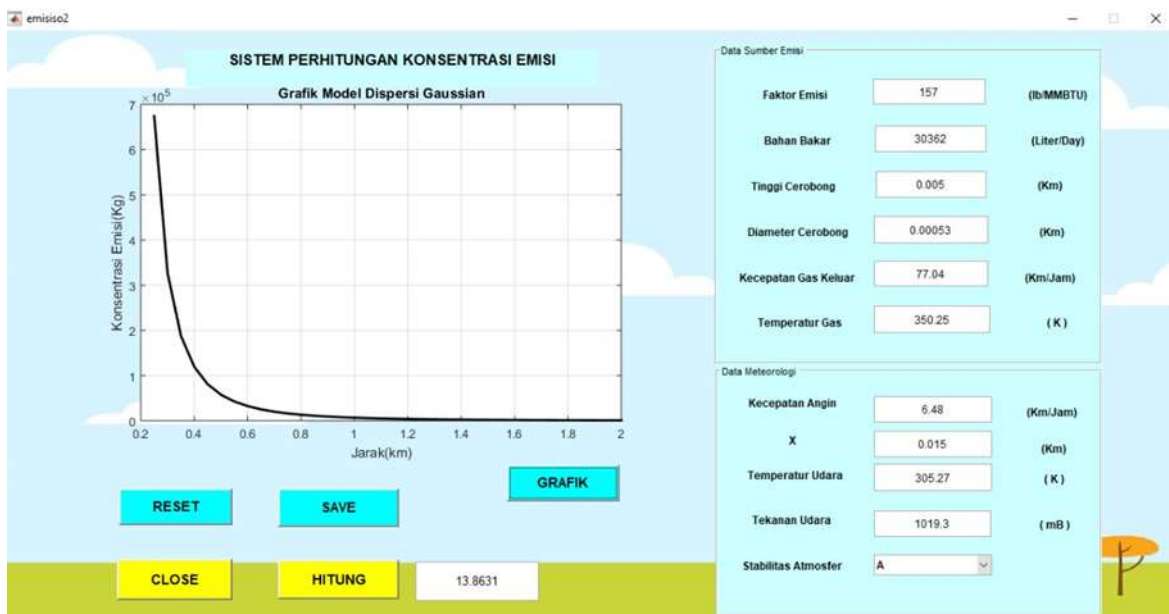 emisiso2
SISTEM PERHITUNGAN KONSENTRASI EMISI
Grafik Model Dispersi Gaussian
×10⁵
7
6
5
4
3
2
1
0
Konsentrasi Emisi(Kg)
0.2 0.4 0.6 0.8 1 1.2 1.4 1.6 1.8 2
Jarak(km)
GRAFIK
RESET SAVE
CLOSE HITUNG 13.8631
Data Sumber Emisi
Faktor Emisi 157 (lb/MMBTU)
Bahan Bakar 30362 (Liter/Day)
Tinggi Cerobong 0.005 (Km)
Diameter Cerobong 0.00053 (Km)
Kecepatan Gas Keluar 77.04 (Km/Jam)
Temperatur Gas 350.25 ( K )
Data Meteorologi
Kecepatan Angin 6.48 (Km/Jam)
X 0.015 (Km)
Temperatur Udara 305.27 ( K )
Tekanan Udara 1019.3 ( mB )
Stabilitas Atmosfer A